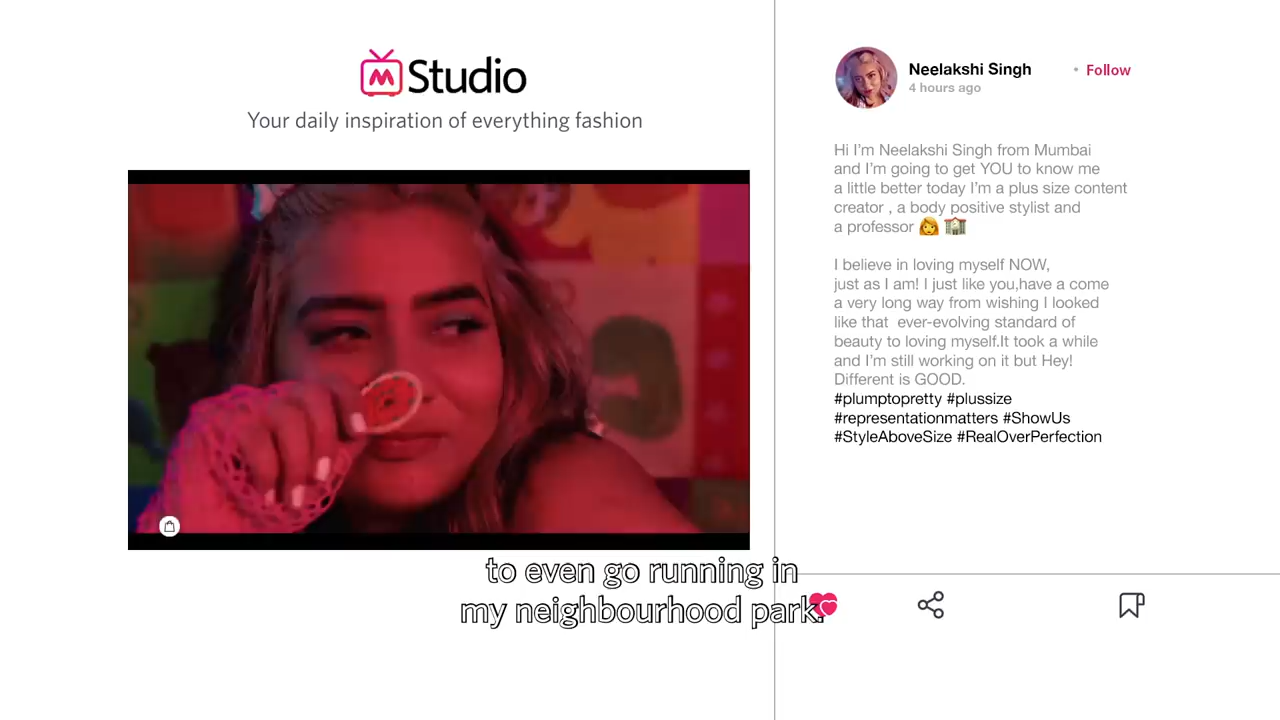 Studio
Your daily inspiration of everything fashion
Neelakshi Singh
• Follow
4 hours ago
Hi I'm Neelakshi Singh from Mumbai
and I'm going to get YOU to know me
a little better today I'm a plus size content
creator , a body positive stylist and
a professor
I believe in loving myself NOW,
just as I am! I just like you,have a come
a very long way from wishing I looked
like that ever-evolving standard of
beauty to loving myself.It took a while
and I'm still working on it but Hey!
Different is GOOD.
#plumptopretty #plussize
#representationmatters #ShowUs
#StyleAboveSize #RealOverPerfection
to even go running in
my neighbourhood park.